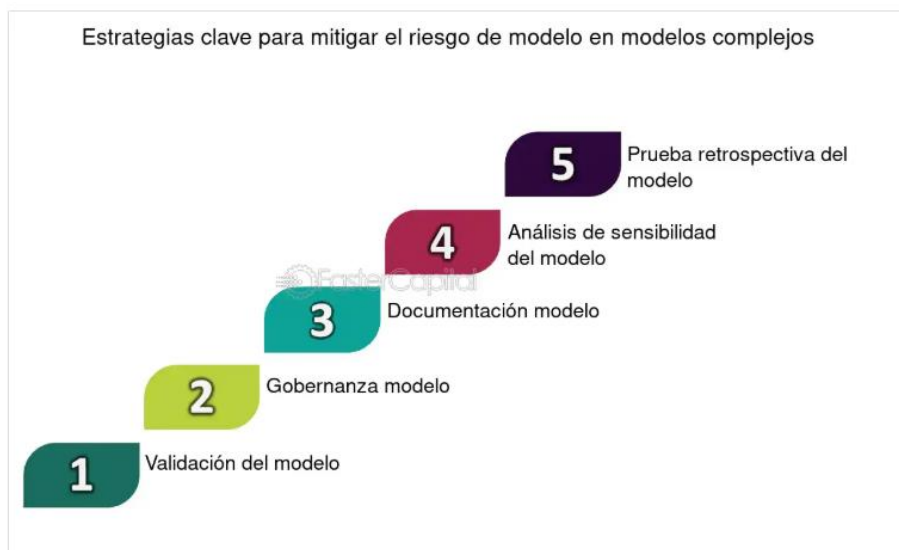 Estrategias clave para mitigar el riesgo de modelo en modelos complejos
5
Prueba retrospectiva del
modelo
4
Análisis de sensibilidad
del modelo
FasterCapital
3
Documentación modelo
2
Gobernanza modelo
1
Validación del modelo